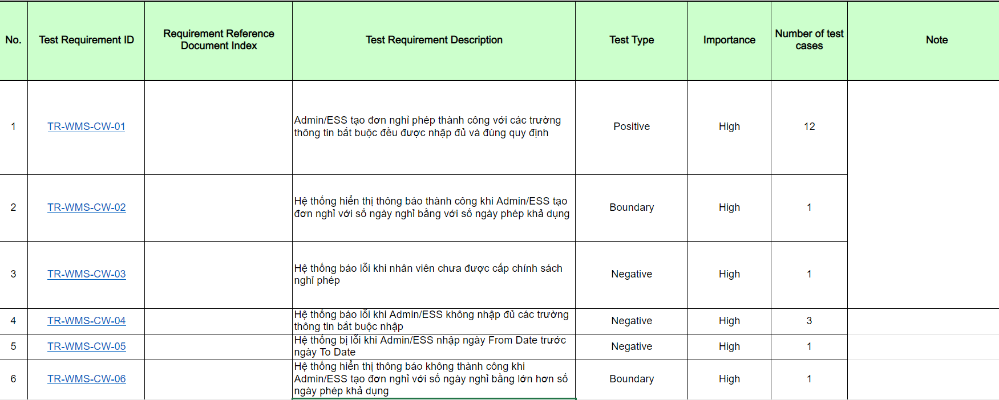 No.
Test Requirement ID
Requirement Reference
Document Index
Test Requirement Description
Test Type
Importance
Number of test
cases
Note
1
TR-WMS-CW-01
Admin/ESS tạo đơn nghỉ phép thành công với các trường
thông tin bắt buộc đều được nhập đủ và đúng quy định
Positive
High
12
2
TR-WMS-CW-02
Hệ thống hiển thị thông báo thành công khi Admin/ESS tạo
đơn nghỉ với số ngày nghỉ bằng với số ngày phép khả dụng
Boundary
High
1
3
TR-WMS-CW-03
Hệ thống báo lỗi khi nhân viên chưa được cấp chính sách
nghỉ phép
Negative
High
1
4
TR-WMS-CW-04
Hệ thống báo lỗi khi Admin/ESS không nhập đủ các trường
thông tin bắt buộc nhập
Negative
High
3
5
TR-WMS-CW-05
Hệ thống bị lỗi khi Admin/ESS nhập ngày From Date trước
ngày To Date
Negative
High
1
6
TR-WMS-CW-06
Hệ thống hiển thị thông báo không thành công khi
Admin/ESS tạo đơn nghỉ với số ngày nghỉ bằng lớn hơn số
ngày phép khả dụng
Boundary
High
1